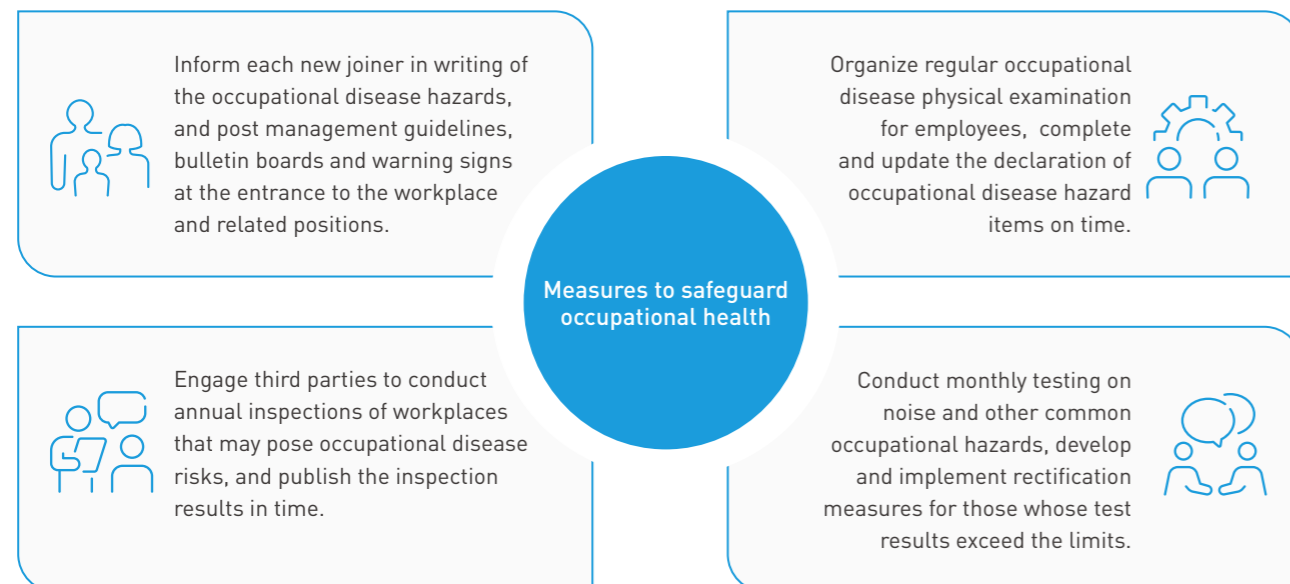 Inform each new joiner in writing of
the occupational disease hazards,
and post management guidelines,
bulletin boards and warning signs
at the entrance to the workplace
and related positions.
Organize regular occupational
disease physical examination
for employees, complete
and update the declaration of
occupational disease hazard
items on time.
Measures to safeguard
occupational health
Engage third parties to conduct
annual inspections of workplaces
that may pose occupational disease
risks, and publish the inspection
results in time.
Conduct monthly testing on
noise and other common
occupational hazards, develop
and implement rectification
measures for those whose test
results exceed the limits.